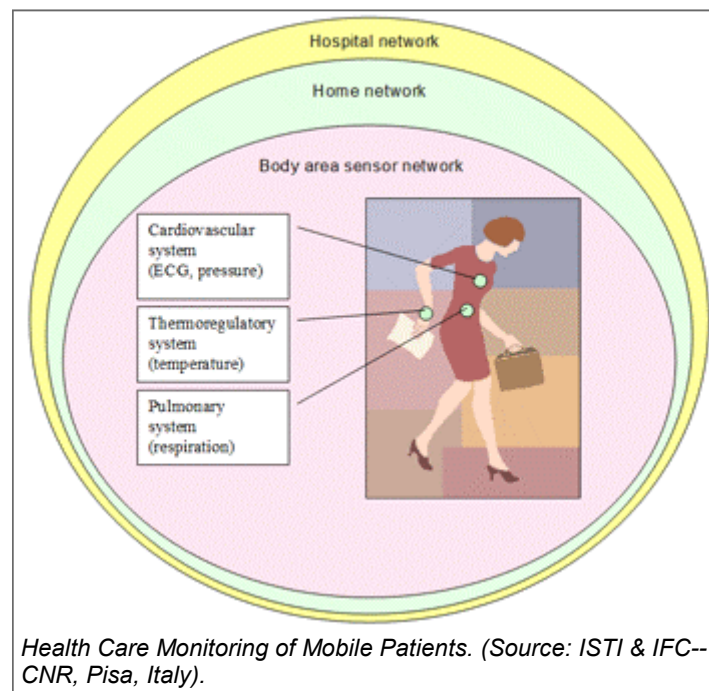 Hospital network
Home network
Body area sensor network
Cardiovascular
system
(ECG, pressure)
Thermoregulatory
system
(temperature)
Pulmonary
system
(respiration)
Health Care Monitoring of Mobile Patients. (Source: ISTI & IFC--
CNR, Pisa, Italy).